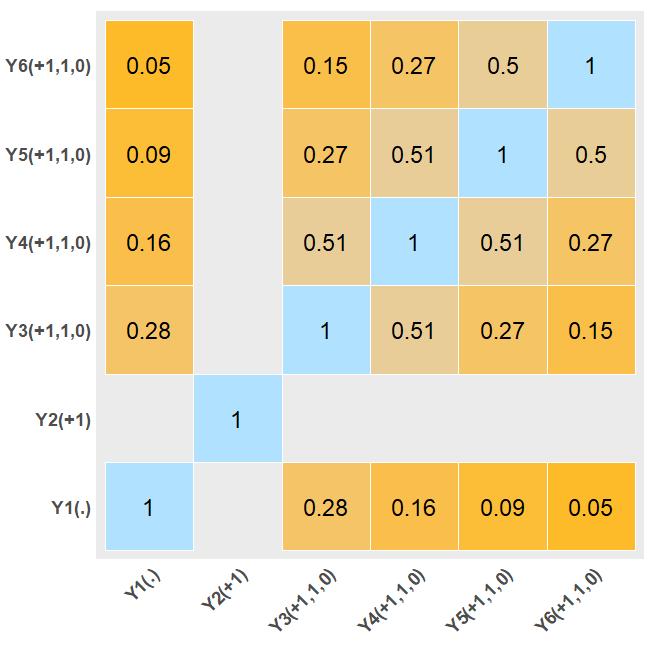 Y6(+1,1,0) 0.05 0.15 0.27 0.5 1
Y5(+1,1,0) 0.09 0.27 0.51 1 0.5
Y4(+1,1,0) 0.16 0.51 1 0.51 0.27
Y3(+1,1,0) 0.28 1 0.51 0.27 0.15
Y2(+1) 1
Y1(.) 1 0.28 0.16 0.09 0.05
Y1(.) Y2(+1) Y3(+1,1,0) Y4(+1,1,0) Y5(+1,1,0) Y6(+1,1,0)